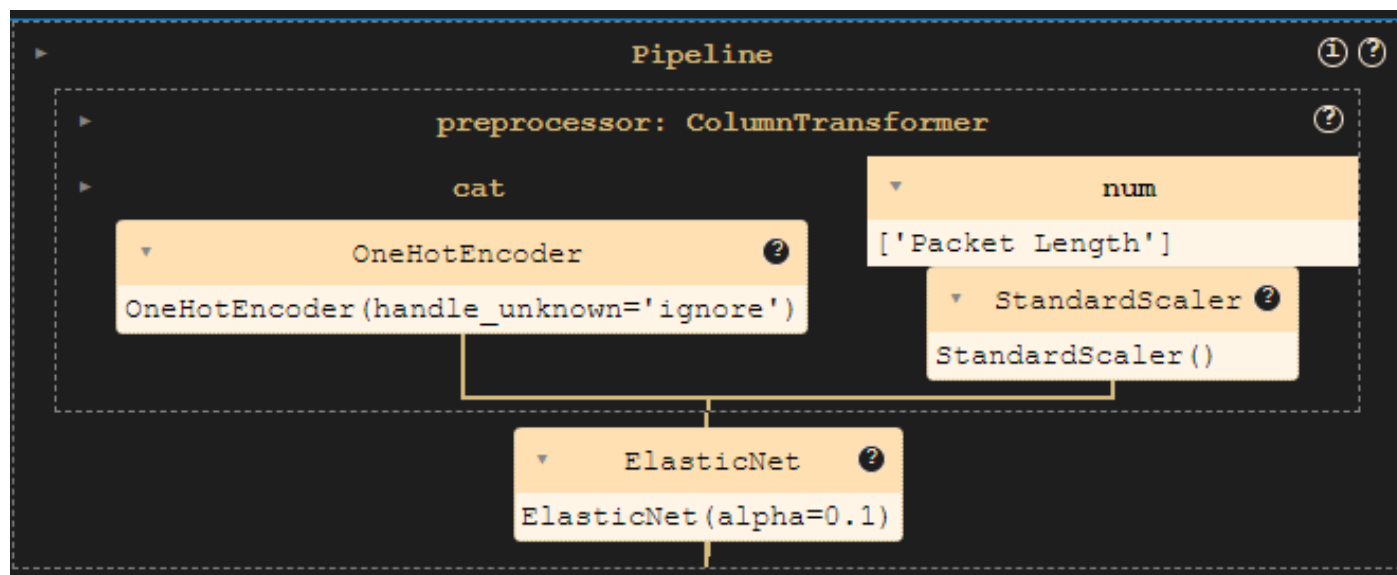 Pipeline
i ?
preprocessor: ColumnTransformer
?
cat
num
['Packet Length']
OneHotEncoder
?
OneHotEncoder(handle_unknown='ignore')
StandardScaler
?
StandardScaler()
ElasticNet
?
ElasticNet(alpha=0.1)